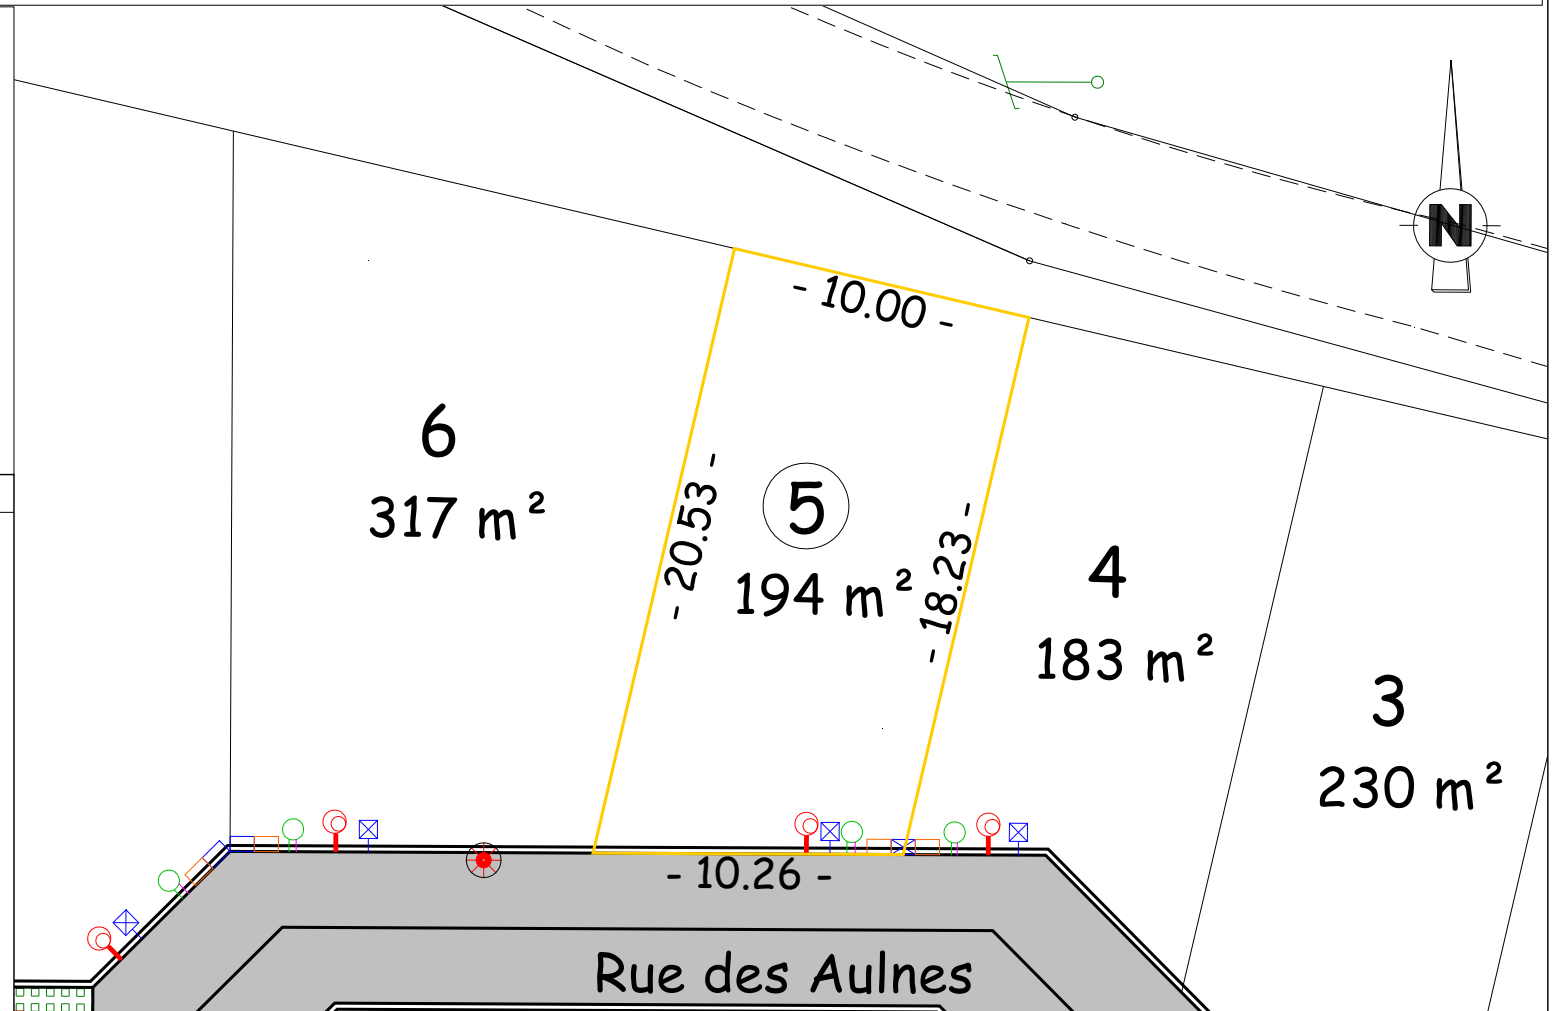 N
- 10.00 -
6
317 m²
- 20.53 -
5
194 m²
- 18.23 -
4
183 m²
3
230 m²
- 10.26 -
Rue des Aulnes